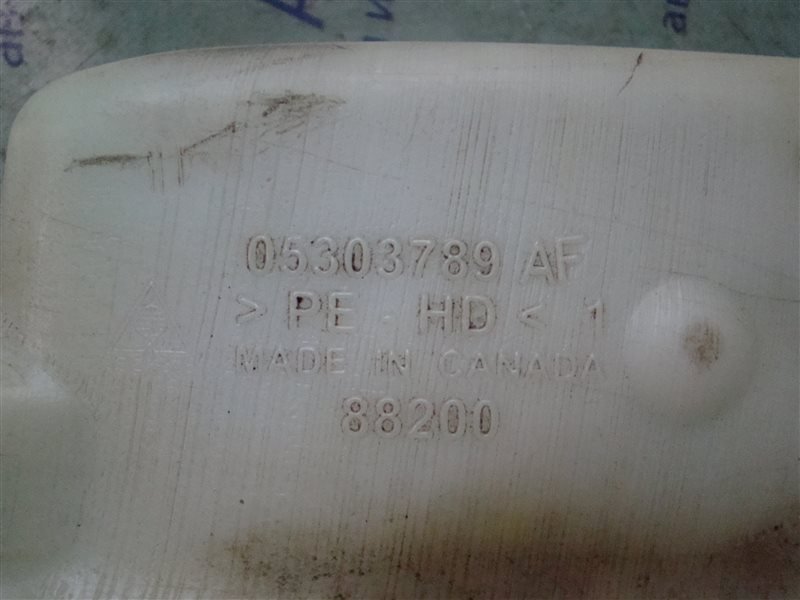 05303789 AF
> PE - HD < 1
MADE IN CANADA
88200